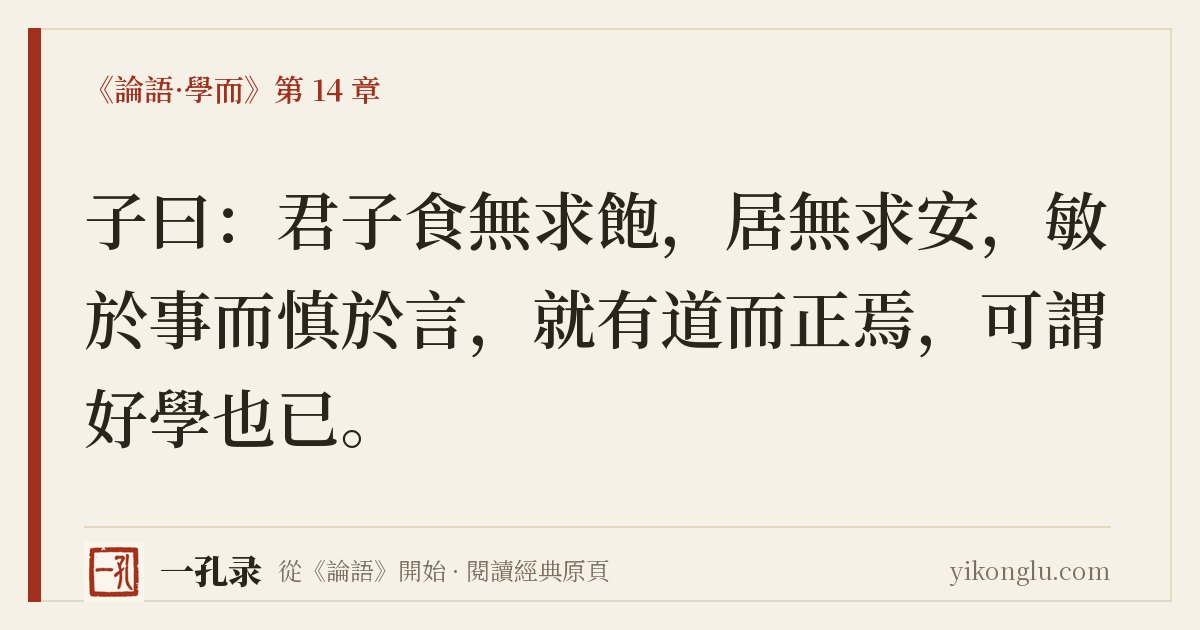 《論語·學而》第 14 章
子曰：君子食無求飽，居無求安，敏
於事而慎於言，就有道而正焉，可謂
好學也已。
一孔
一孔录 從《論語》開始 · 閱讀經典原頁
yikonglu.com